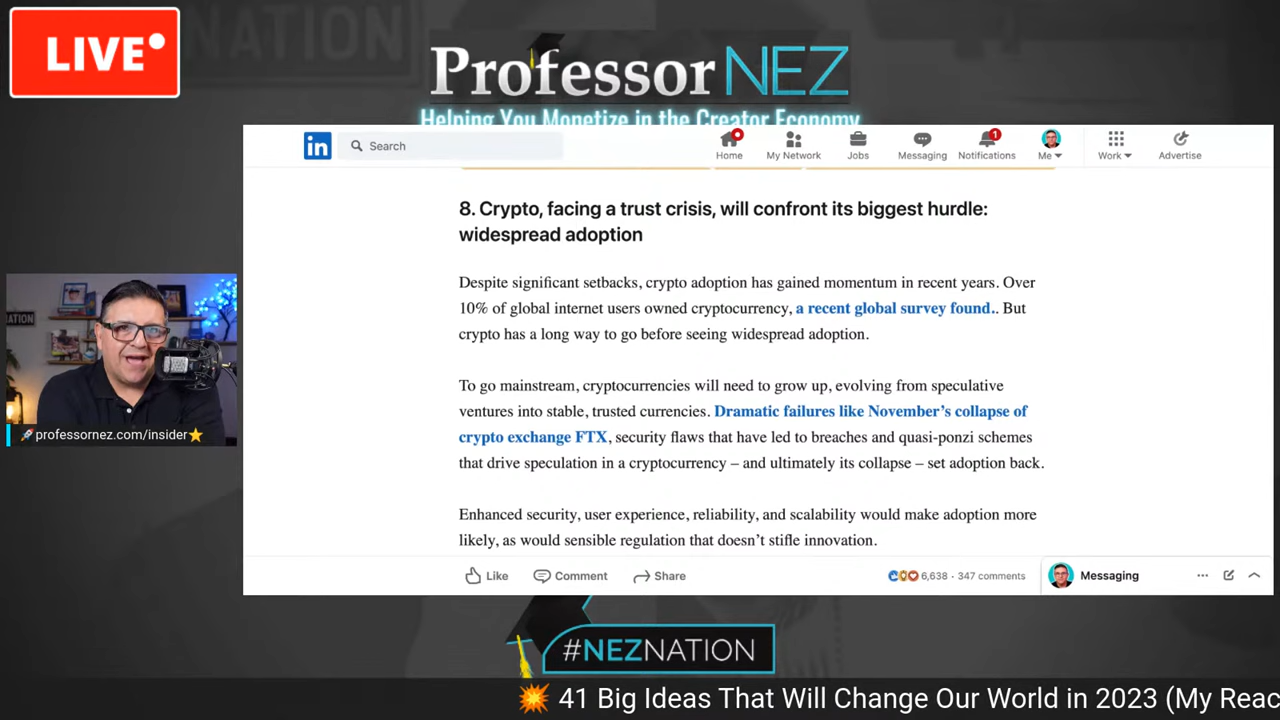 NATION
LIVE
Professor NEZ
Helping You Monetize in the Creator Economy
in
Search
Home
My Network
Jobs
Messaging
1
Notifications
Me
Work
Advertise
8. Crypto, facing a trust crisis, will confront its biggest hurdle:
widespread adoption
Despite significant setbacks, crypto adoption has gained momentum in recent years. Over
10% of global internet users owned cryptocurrency, a recent global survey found.. But
crypto has a long way to go before seeing widespread adoption.
To go mainstream, cryptocurrencies will need to grow up, evolving from speculative
ventures into stable, trusted currencies. Dramatic failures like November’s collapse of
crypto exchange FTX, security flaws that have led to breaches and quasi-ponzi schemes
that drive speculation in a cryptocurrency – and ultimately its collapse – set adoption back.
Enhanced security, user experience, reliability, and scalability would make adoption more
likely, as would sensible regulation that doesn’t stifle innovation.
Like
Comment
Share
6,638 · 347 comments
Messaging
NATION
professornez.com/insider
#NEZNATION
41 Big Ideas That Will Change Our World in 2023 (My Reac